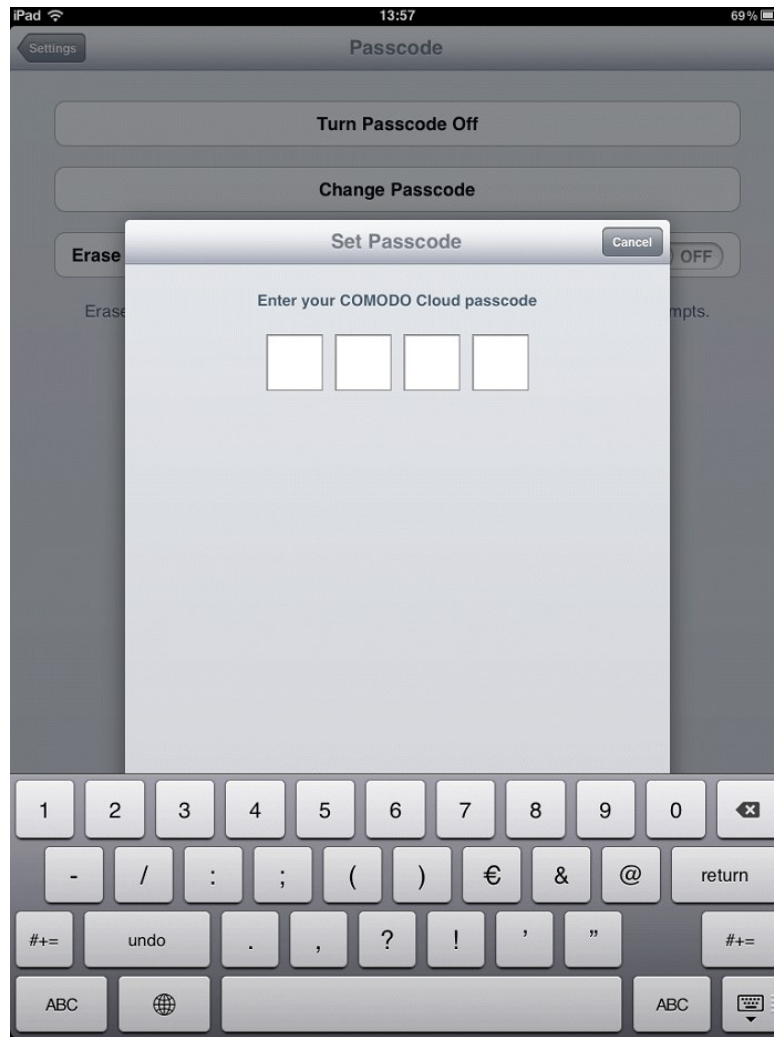 iPad 13:57 69%
Settings Passcode
Turn Passcode Off
Change Passcode
Set Passcode Cancel
Erase OFF
Enter your COMODO Cloud passcode
Erase mpts.
1 2 3 4 5 6 7 8 9 0
- / : ; ( ) € & @ return
#+= undo . , ? ! ’ ” #+=
ABC ABC